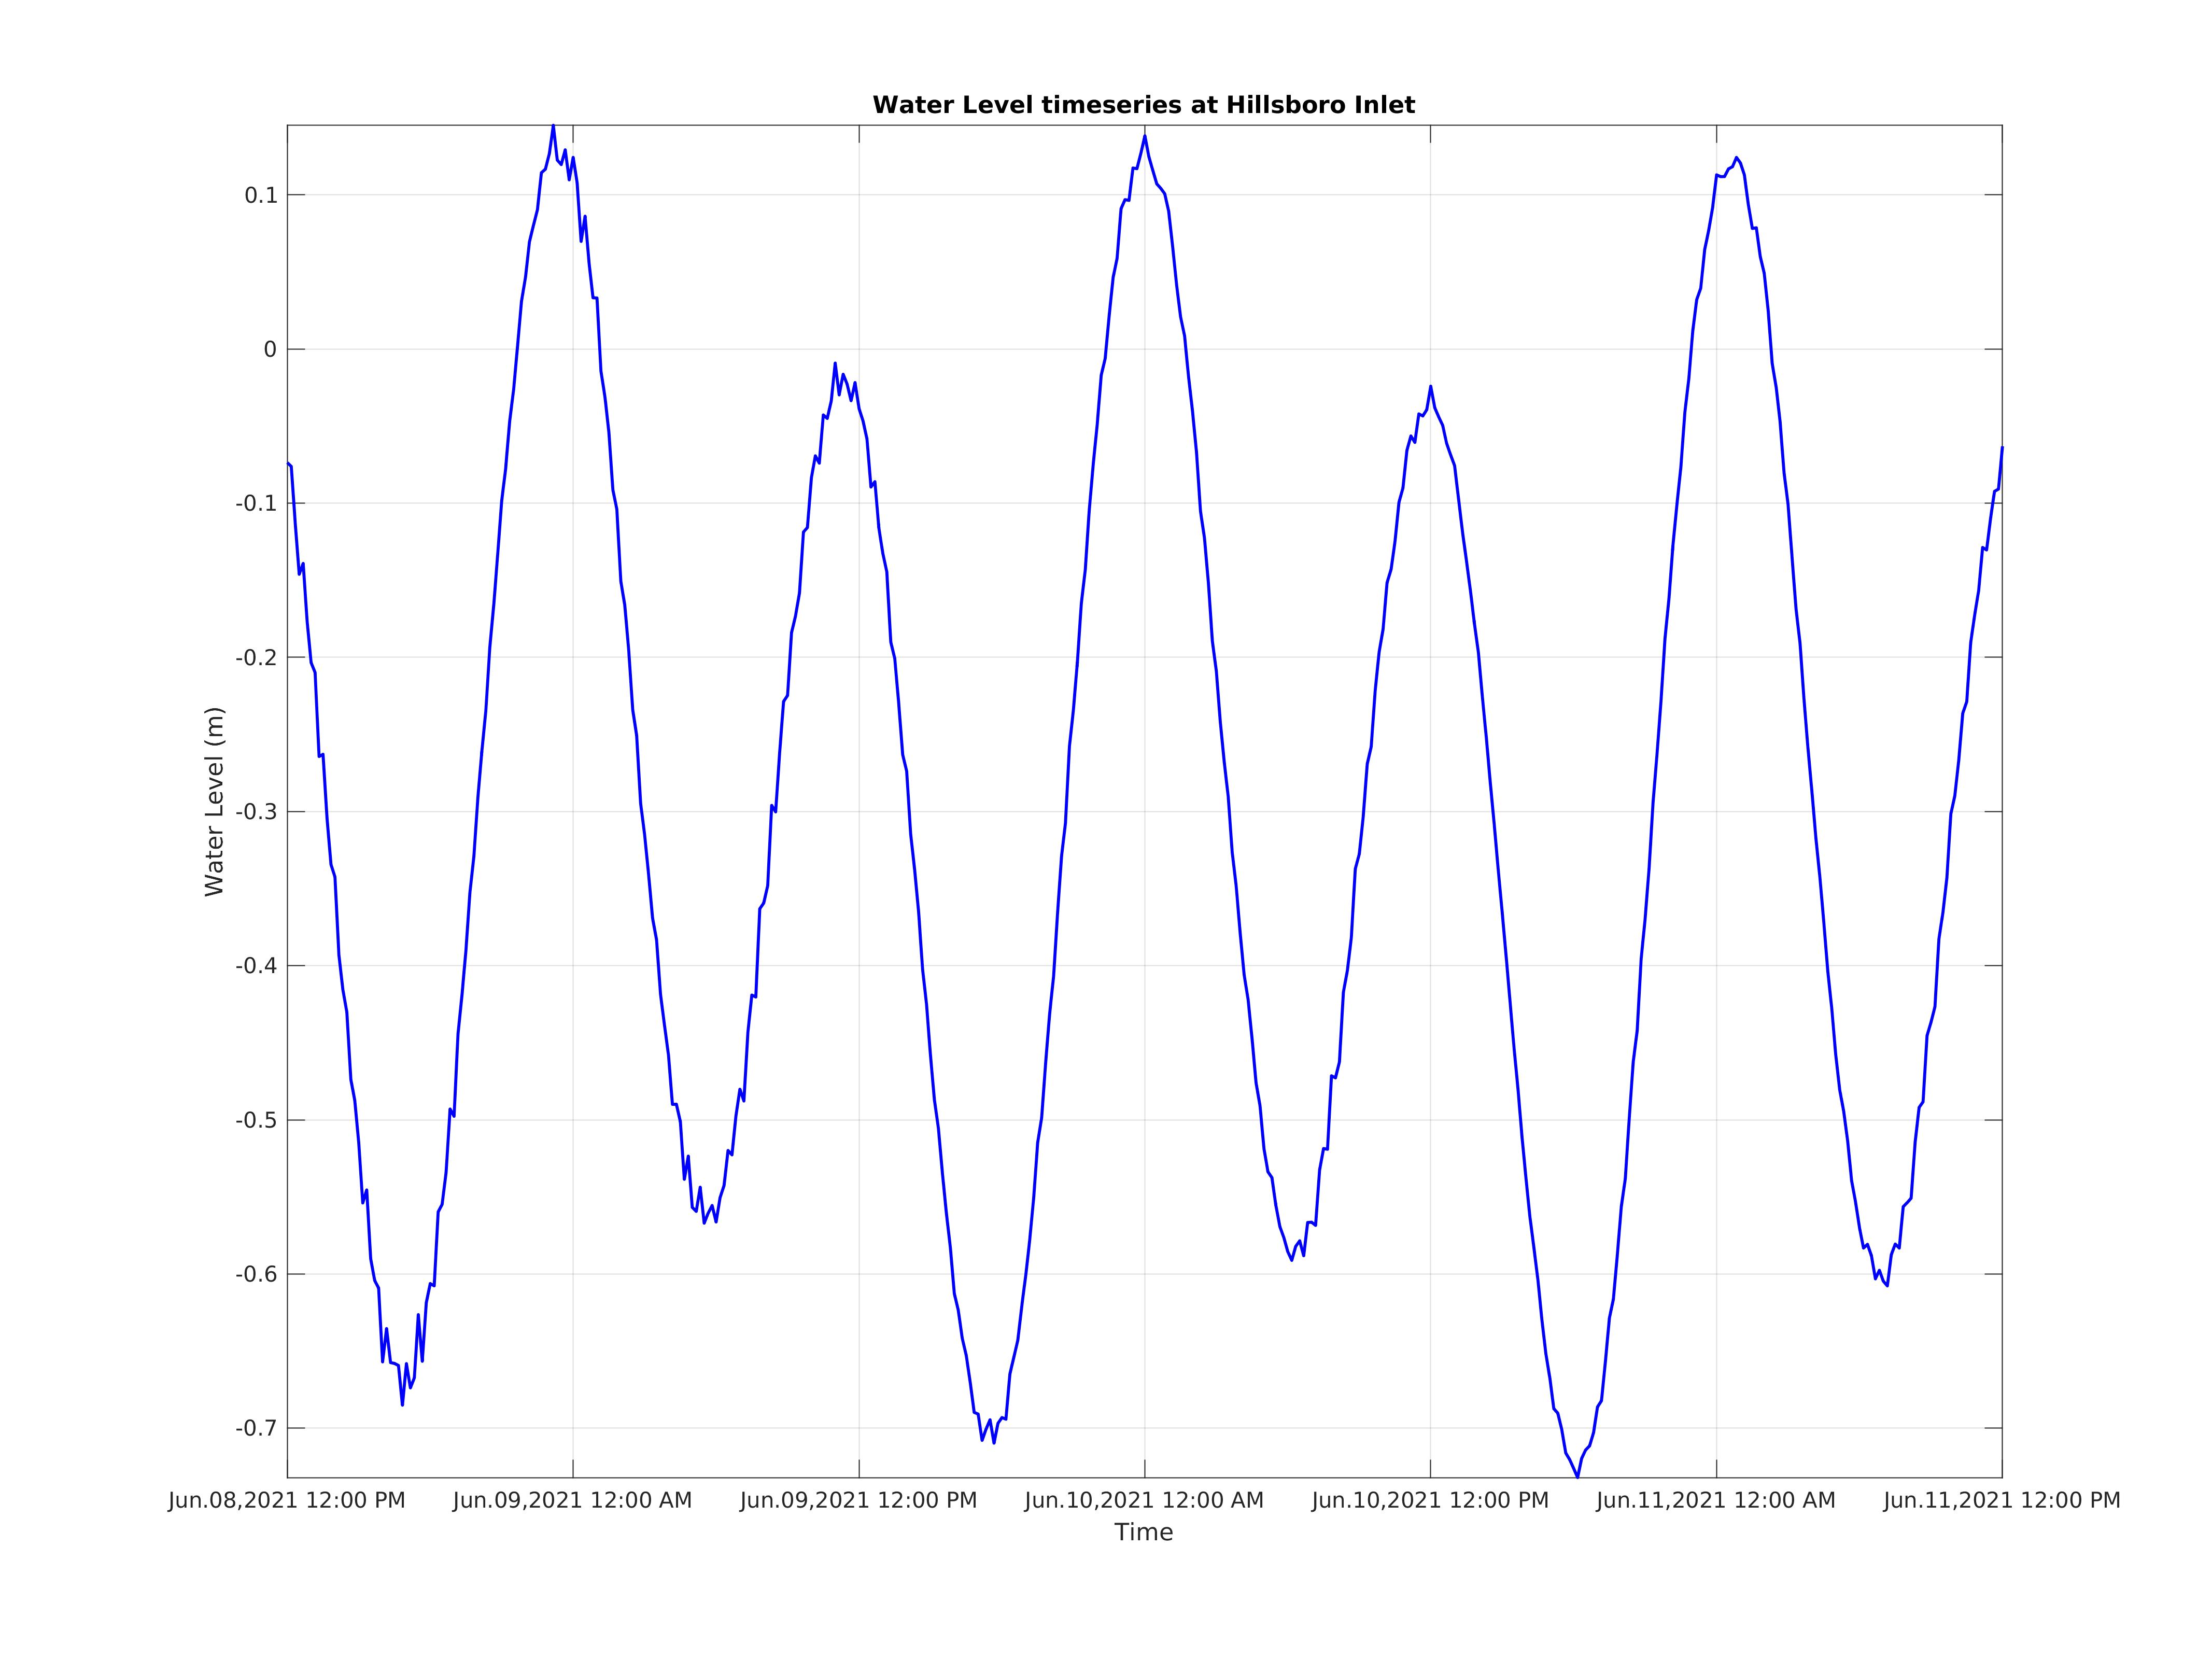 Water Level timeseries at Hillsboro Inlet
0.1
0
-0.1
-0.2
-0.3
-0.4
-0.5
-0.6
-0.7
Water Level (m)
Jun.08,2021 12:00 PM
Jun.09,2021 12:00 AM
Jun.09,2021 12:00 PM
Jun.10,2021 12:00 AM
Jun.10,2021 12:00 PM
Jun.11,2021 12:00 AM
Jun.11,2021 12:00 PM
Time